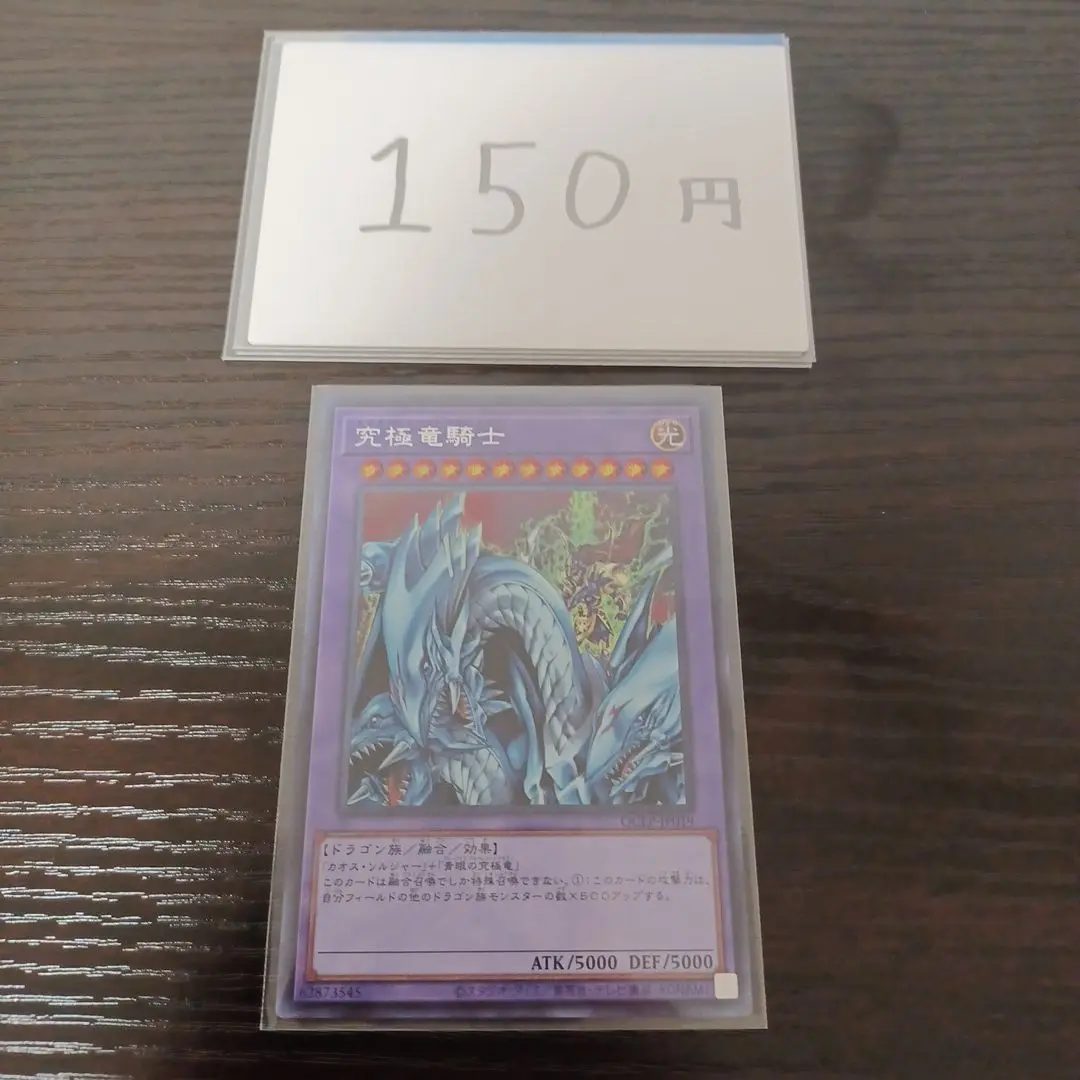 150円
究極竜騎士
光
【ドラゴン族／融合／効果】
「カオス・ソルジャー」＋「青眼の究極竜」
このカードは融合召喚でしか特殊召喚できない。①：このカードの攻撃力は、
自分フィールドの他のドラゴン族モンスターの数×500アップする。
ATK/5000 DEF/5000
62873545
KONAMI